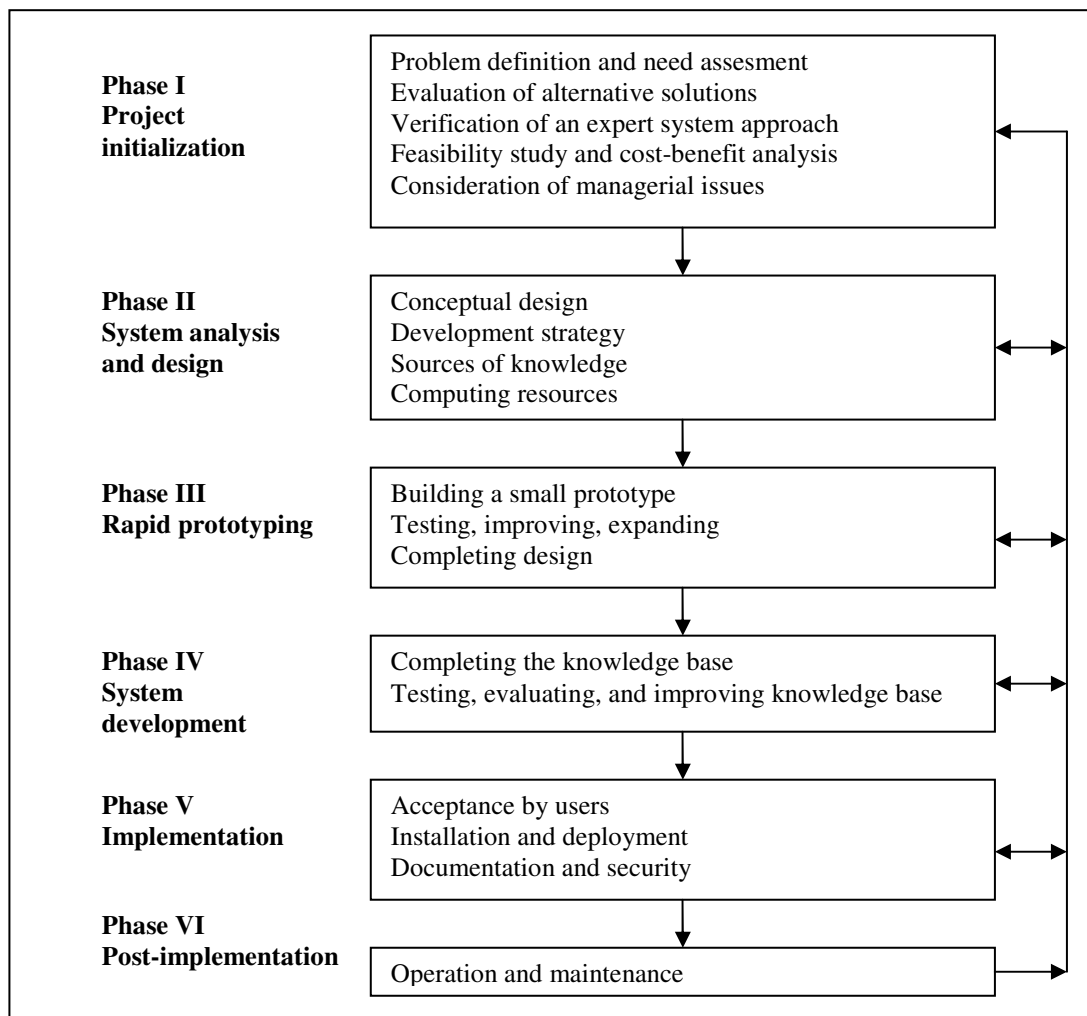 Phase I
Project
initialization
Problem definition and need assesment
Evaluation of alternative solutions
Verification of an expert system approach
Feasibility study and cost-benefit analysis
Consideration of managerial issues
Phase II
System analysis
and design
Conceptual design
Development strategy
Sources of knowledge
Computing resources
Phase III
Rapid prototyping
Building a small prototype
Testing, improving, expanding
Completing design
Phase IV
System
development
Completing the knowledge base
Testing, evaluating, and improving knowledge base
Phase V
Implementation
Acceptance by users
Installation and deployment
Documentation and security
Phase VI
Post-implementation
Operation and maintenance